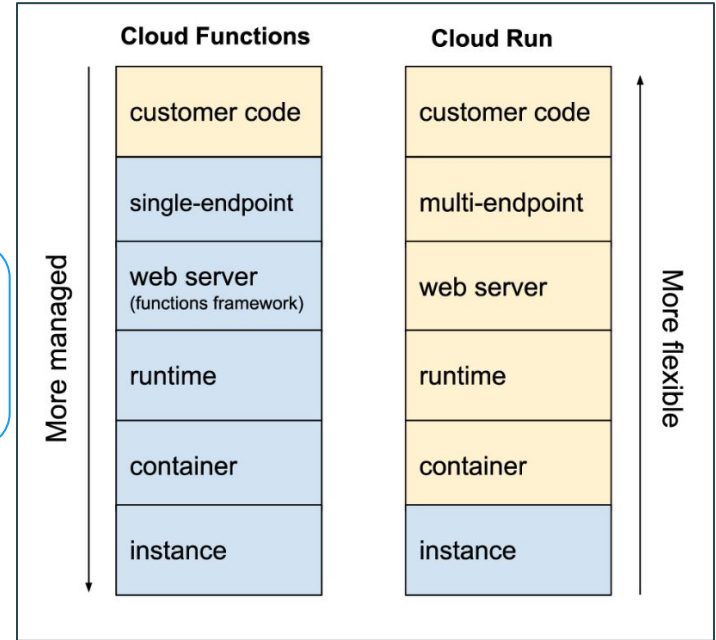 Cloud Functions
customer code
single-endpoint
web server
(functions framework)
runtime
container
instance
More managed
Cloud Run
customer code
multi-endpoint
web server
runtime
container
instance
More flexible